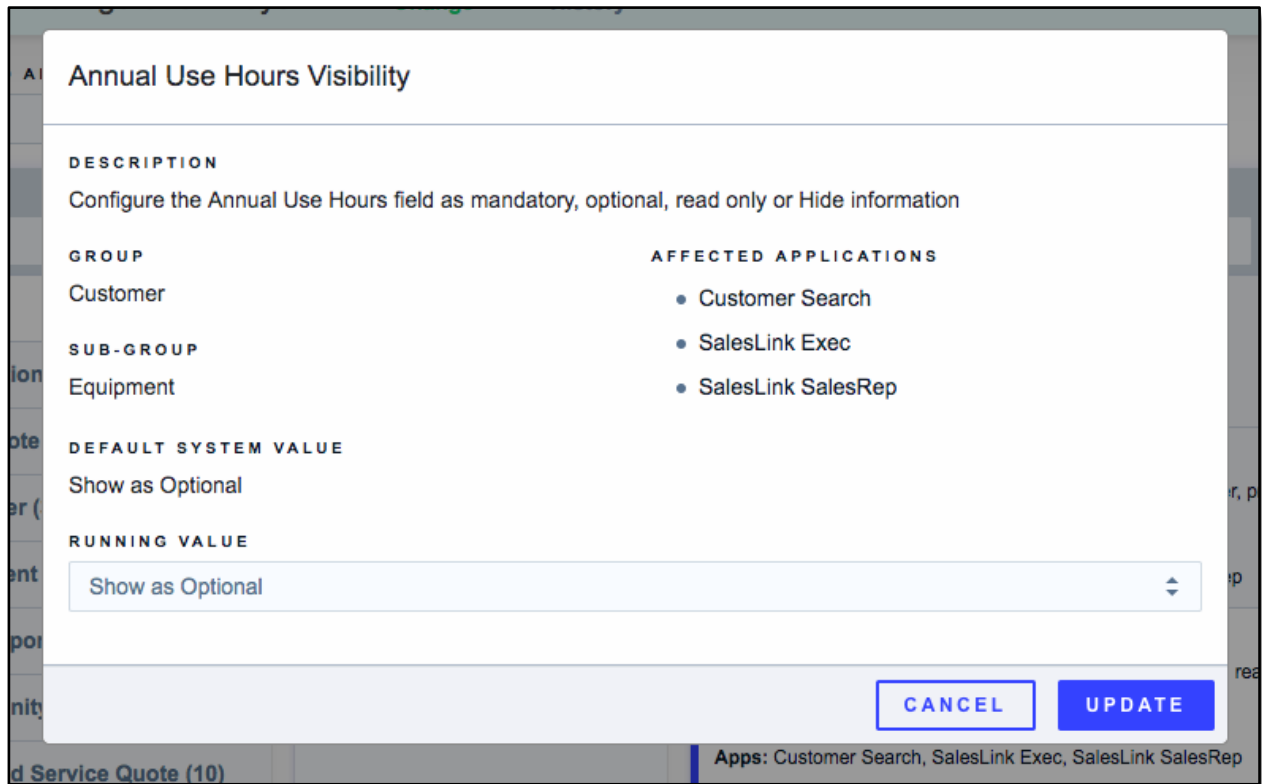 Annual Use Hours Visibility
DESCRIPTION
Configure the Annual Use Hours field as mandatory, optional, read only or Hide information
GROUP
Customer
SUB-GROUP
Equipment
AFFECTED APPLICATIONS
Customer Search
SalesLink Exec
SalesLink SalesRep
DEFAULT SYSTEM VALUE
Show as Optional
RUNNING VALUE
Show as Optional
CANCEL
UPDATE
d Service Quote (10)
Apps: Customer Search, SalesLink Exec, SalesLink SalesRep